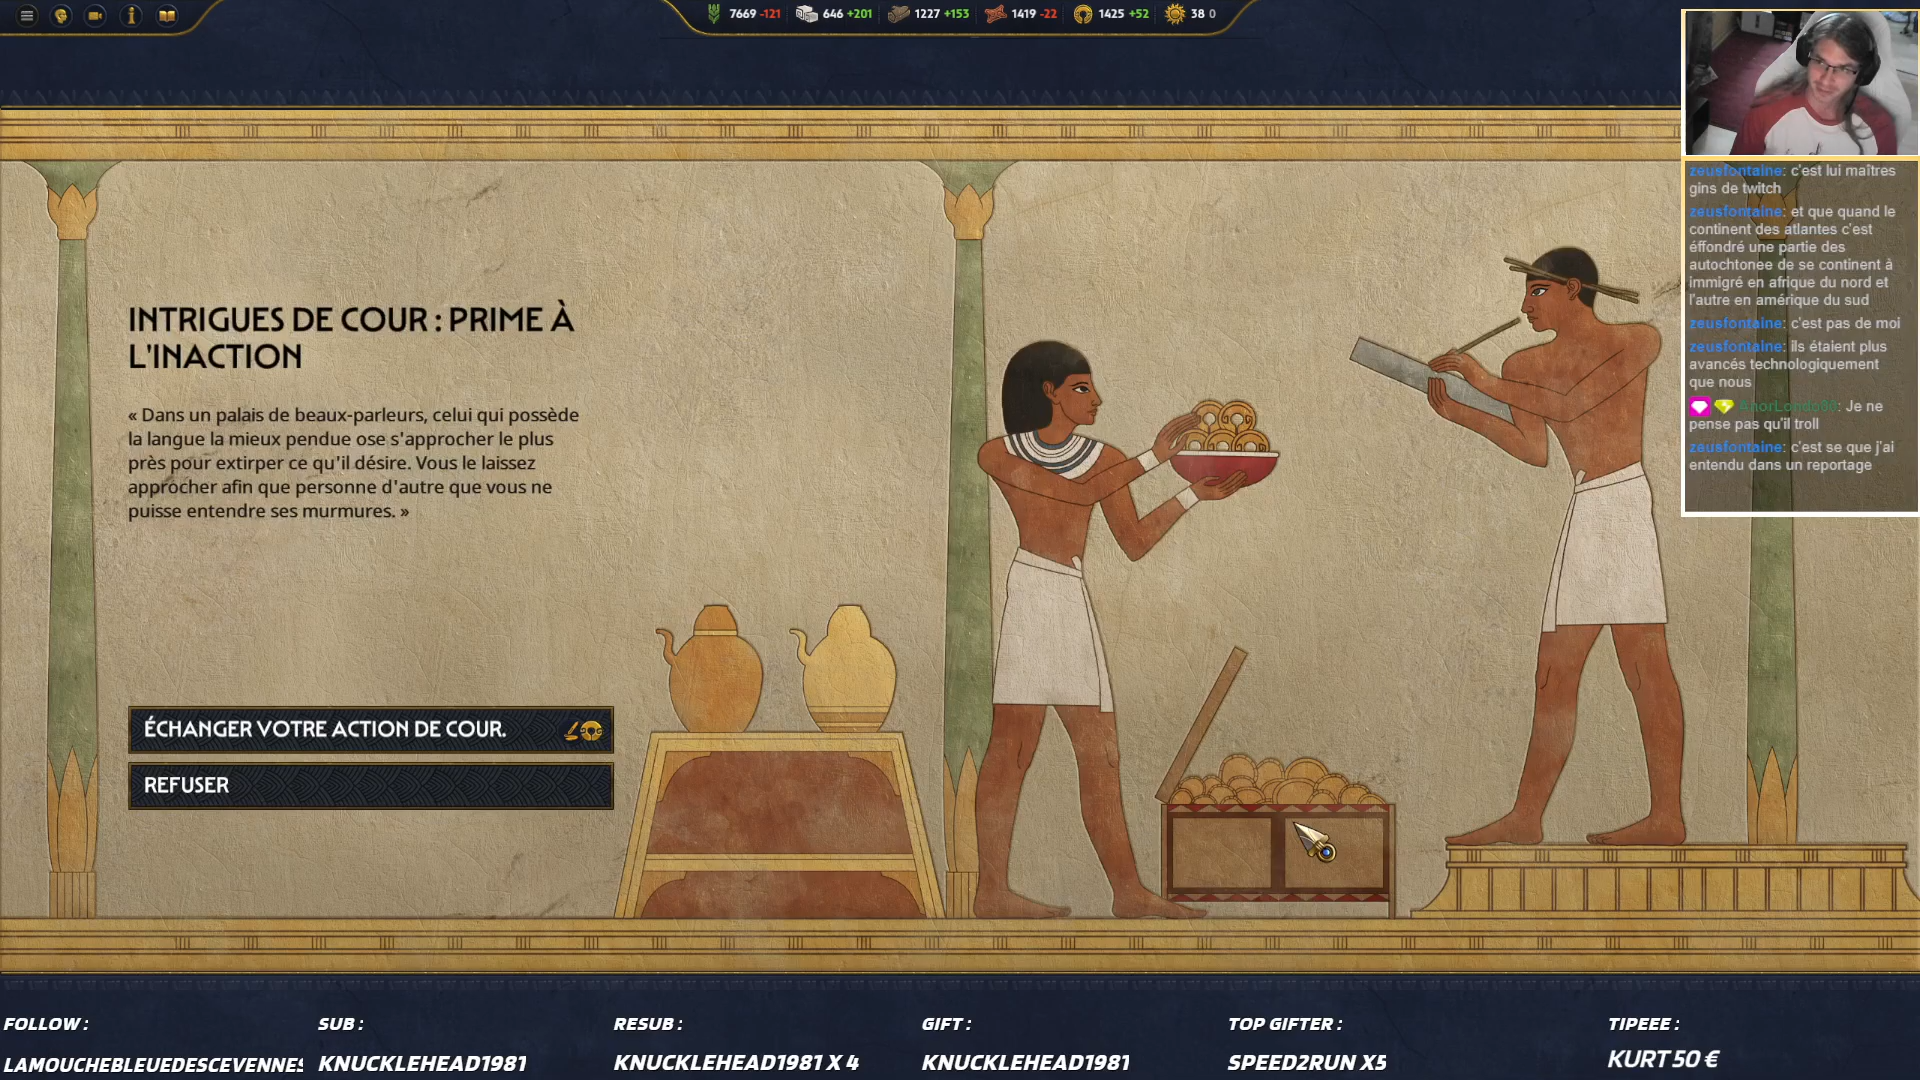 7669 -121 646 +201 1227 +153 1419 -22 1425 +52 38 0
INTRIGUES DE COUR : PRIME À
L'INACTION
« Dans un palais de beaux-parleurs, celui qui possède
la langue la mieux pendue ose s'approcher le plus
près pour extirper ce qu'il désire. Vous le laissez
approcher afin que personne d'autre que vous ne
puisse entendre ses murmures. »
ÉCHANGER VOTRE ACTION DE COUR.
REFUSER
zeusfontaine: c'est lui maîtres
gins de twitch
zeusfontaine: et que quand le
continent des atlantes c'est
éffondré une partie des
autochtonee de se continent à
immigré en afrique du nord et
l'autre en amérique du sud
zeusfontaine: c'est pas de moi
zeusfontaine: ils étaient plus
avancés technologiquement
que nous
: Je ne
pense pas qu'il troll
zeusfontaine: c'est se que j'ai
entendu dans un reportage
FOLLOW :
LAMOUCHEBLEUEDESCEVENNES
SUB :
KNUCKLEHEAD1981
RESUB :
KNUCKLEHEAD1981 X 4
GIFT :
KNUCKLEHEAD1981
TOP GIFTER :
SPEED2RUN X5
TIPEEE :
KURT 50 €